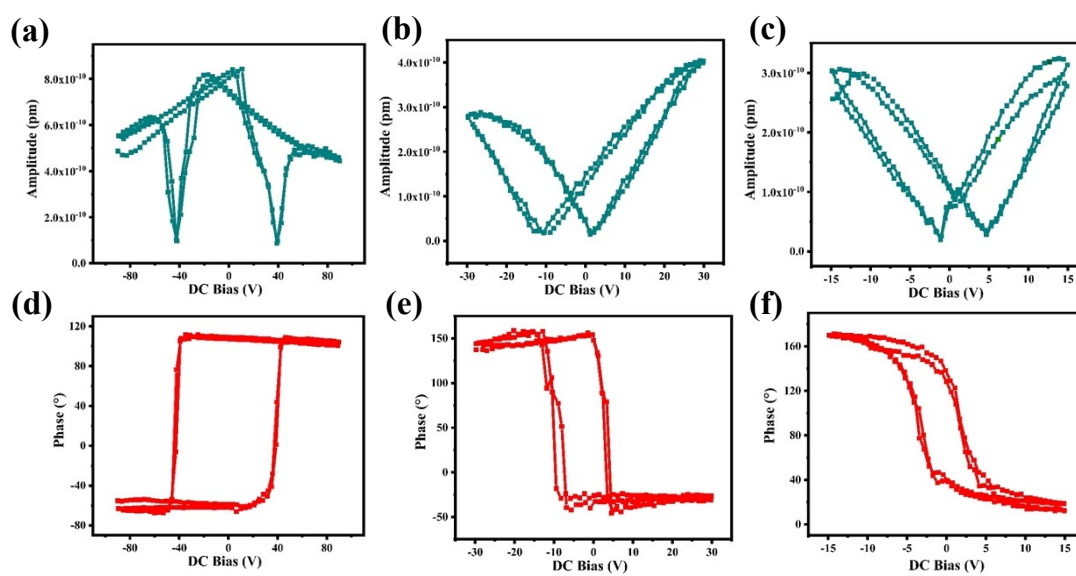 (a)
8.0x10-10
6.0x10-10
4.0x10-10
2.0x10-10
0.0
Amplitude (pm)
-80 -40 0 40 80
DC Bias (V)
(b)
4.0x10-10
3.0x10-10
2.0x10-10
1.0x10-10
0.0
Amplitude (pm)
-30 -20 -10 0 10 20 30
DC Bias (V)
(c)
3.0x10-10
2.0x10-10
1.0x10-10
0.0
Amplitude (pm)
-15 -10 -5 0 5 10 15
DC Bias (V)
(d)
120
80
40
0
-40
-80
Phase (°)
-80 -40 0 40 80
DC Bias (V)
(e)
150
100
50
0
-50
Phase (°)
-30 -20 -10 0 10 20 30
DC Bias (V)
(f)
160
120
80
40
0
Phase (°)
-15 -10 -5 0 5 10 15
DC Bias (V)